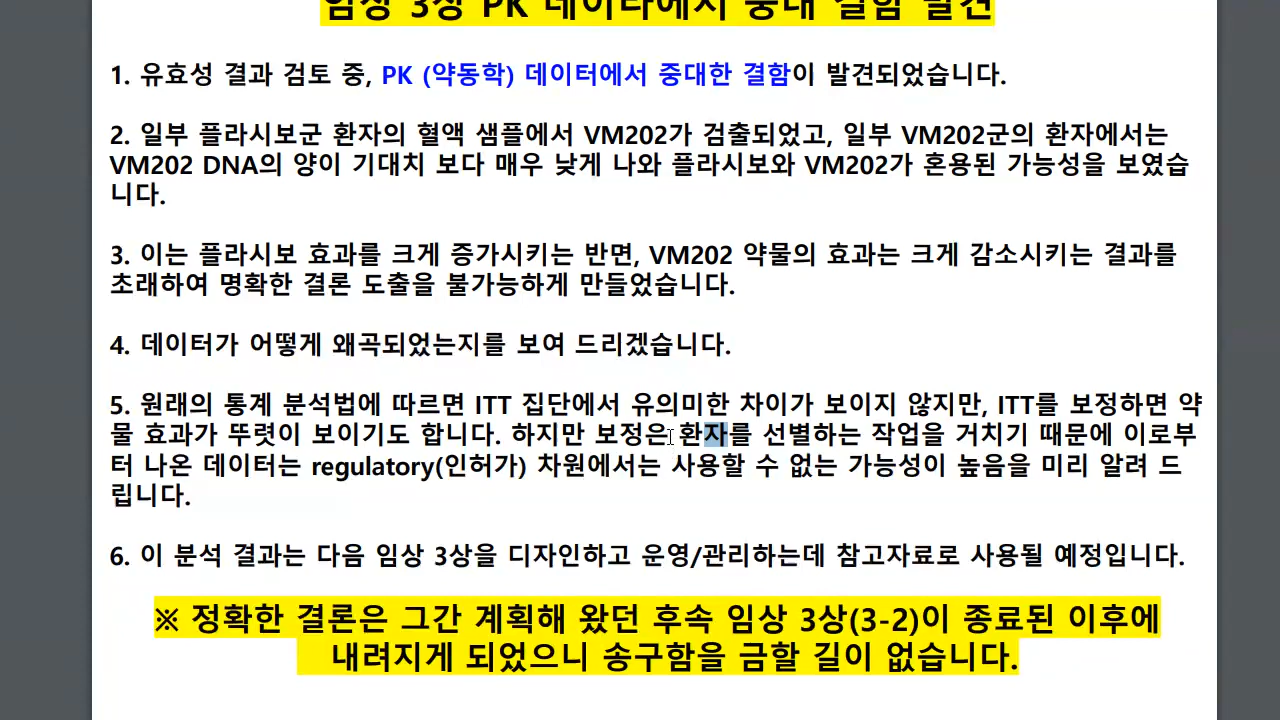 임상 3상 PK 데이타에서 중대 결함 발견
1. 유효성 결과 검토 중, PK (약동학) 데이터에서 중대한 결함이 발견되었습니다.
2. 일부 플라시보군 환자의 혈액 샘플에서 VM202가 검출되었고, 일부 VM202군의 환자에서는
VM202 DNA의 양이 기대치 보다 매우 낮게 나와 플라시보와 VM202가 혼용된 가능성을 보였습
니다.
3. 이는 플라시보 효과를 크게 증가시키는 반면, VM202 약물의 효과는 크게 감소시키는 결과를
초래하여 명확한 결론 도출을 불가능하게 만들었습니다.
4. 데이터가 어떻게 왜곡되었는지를 보여 드리겠습니다.
5. 원래의 통계 분석법에 따르면 ITT 집단에서 유의미한 차이가 보이지 않지만, ITT를 보정하면 약
물 효과가 뚜렷이 보이기도 합니다. 하지만 보정은 환자를 선별하는 작업을 거치기 때문에 이로부
터 나온 데이터는 regulatory(인허가) 차원에서는 사용할 수 없는 가능성이 높음을 미리 알려 드
립니다.
6. 이 분석 결과는 다음 임상 3상을 디자인하고 운영/관리하는데 참고자료로 사용될 예정입니다.
※ 정확한 결론은 그간 계획해 왔던 후속 임상 3상(3-2)이 종료된 이후에
내려지게 되었으니 송구함을 금할 길이 없습니다.